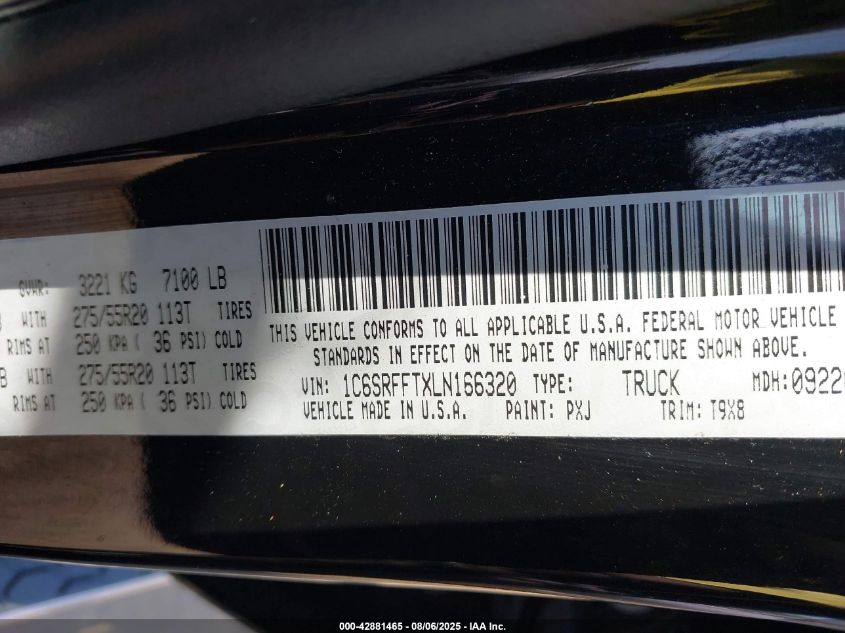 GVWR: 3221 KG 7100 LB
WITH 275/55R20 113T TIRES
RIMS AT 250 KPA ( 36 PSI) COLD
B WITH 275/55R20 113T TIRES
RIMS AT 250 KPA ( 36 PSI) COLD
THIS VEHICLE CONFORMS TO ALL APPLICABLE U.S.A. FEDERAL MOTOR VEHICLE
STANDARDS IN EFFECT ON THE DATE OF MANUFACTURE SHOWN ABOVE.
VIN: 1C6SRFFTXLN166320 TYPE: TRUCK MDH:09220
VEHICLE MADE IN U.S.A. PAINT: PXJ TRIM: T9X8
000-42881465 - 08/06/2025 - IAA Inc.